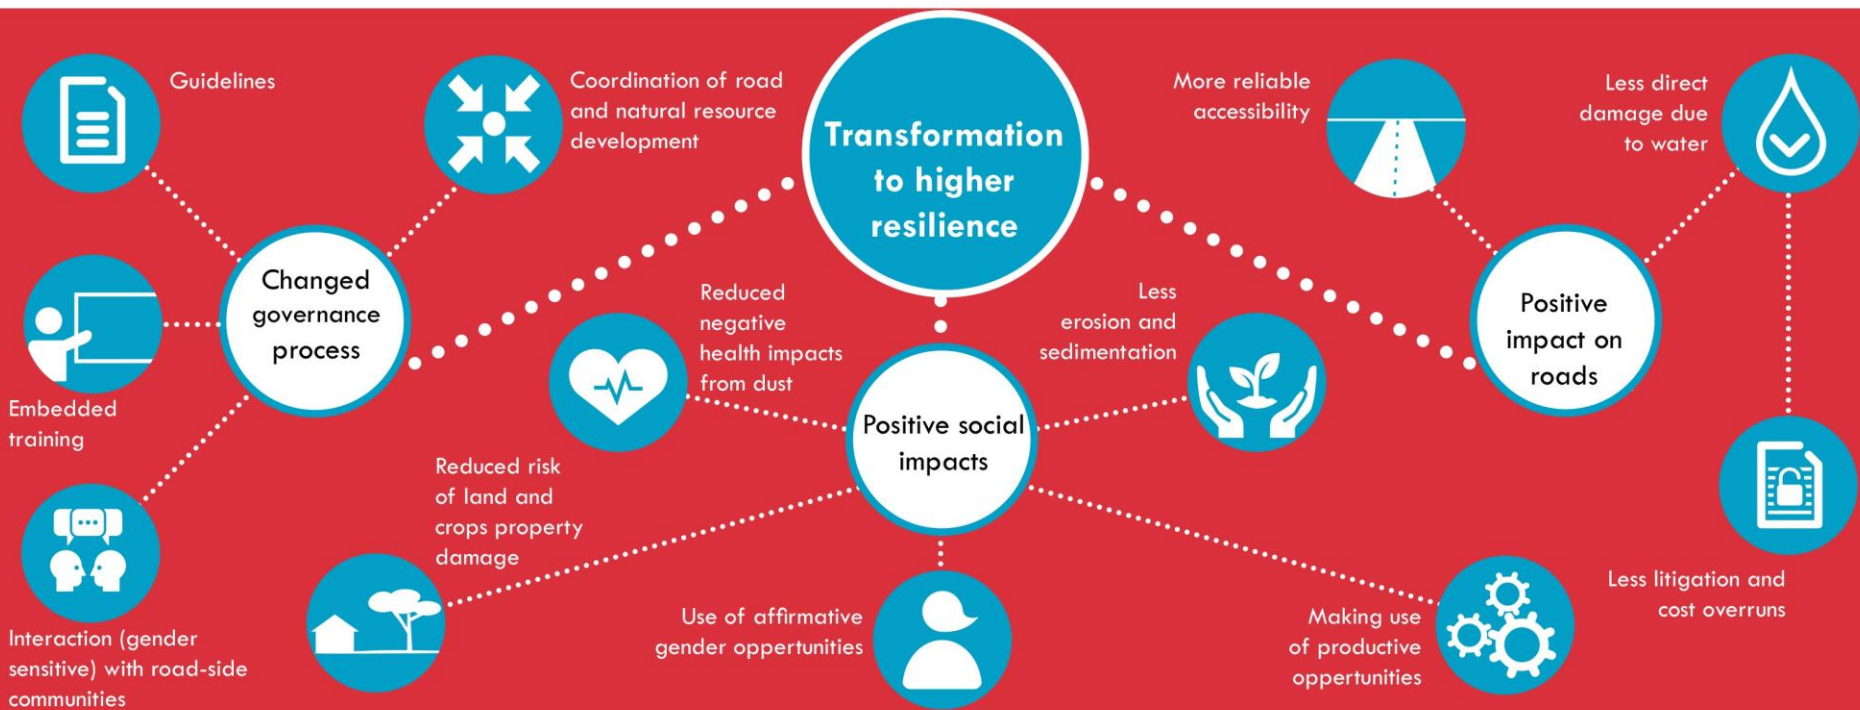 Guidelines
Coordination of road
and natural resource
development
Transformation
to higher
resilience
More reliable
accessibility
Less direct
damage due
to water
Changed
governance
process
Reduced
negative
health impacts
from dust
Less
erosion and
sedimentation
Positive
impact on
roads
Embedded
training
Positive social
impacts
Reduced risk
of land and
crops property
damage
Interaction (gender
sensitive) with road-side
communities
Use of affirmative
gender opportunities
Making use
of productive
oppertunities
Less litigation and
cost overruns